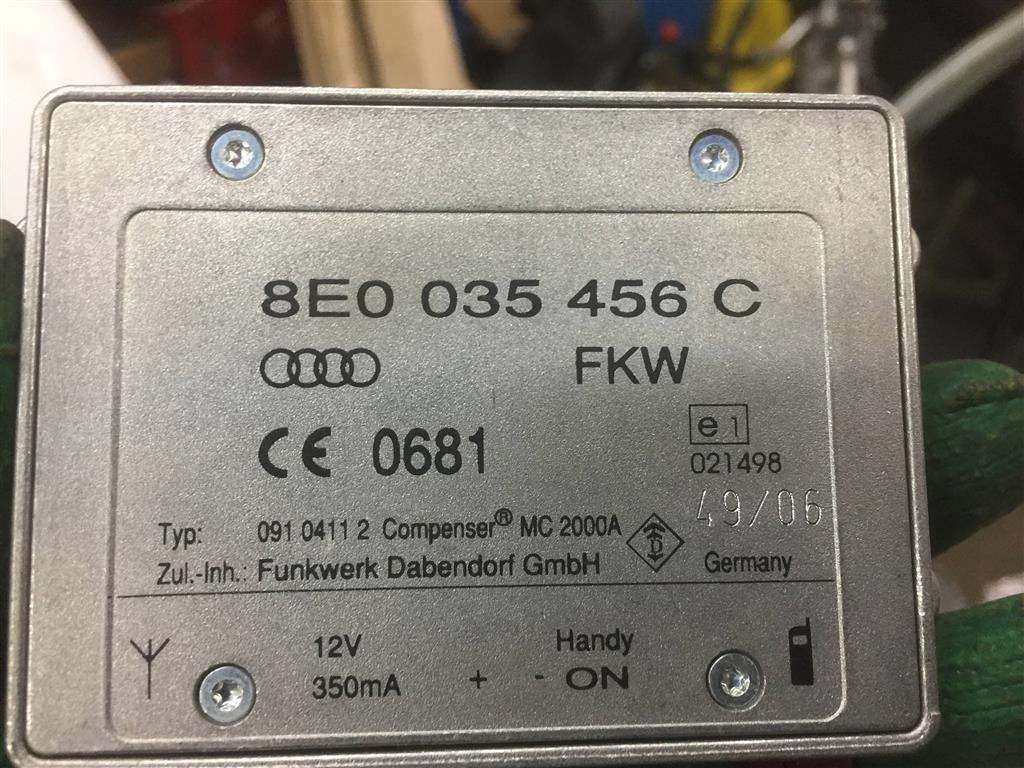 8E0 035 456 C
FKW
CE 0681
e1
021498
49/06
Typ: 091 0411 2 Compenser® MC 2000A
D
Zul.-Inh.: Funkwerk Dabendorf GmbH Germany
12V Handy
350mA + - ON